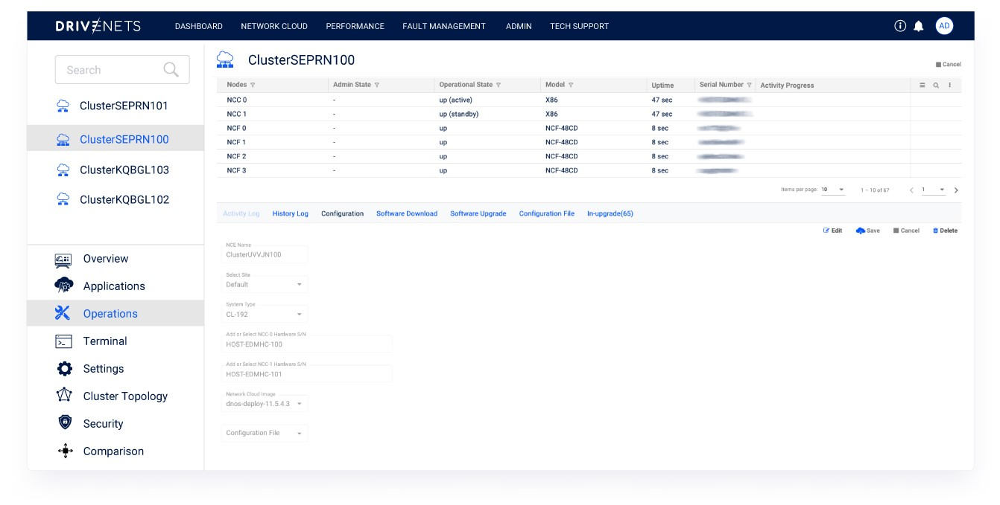 DRIVENETS DASHBOARD NETWORK CLOUD PERFORMANCE FAULT MANAGEMENT ADMIN TECH SUPPORT AD
Search
ClusterSEPRN101
ClusterSEPRN100
ClusterKQBGL103
ClusterKQBGL102
Overview
Applications
Operations
Terminal
Settings
Cluster Topology
Security
Comparison
ClusterSEPRN100
Cancel
Nodes Admin State Operational State Model Uptime Serial Number Activity Progress
NCC 0 - up (active) X86 47 sec
NCC 1 - up (standby) X86 47 sec
NCF 0 - up NCF-48CD 8 sec
NCF 1 - up NCF-48CD 8 sec
NCF 2 - up NCF-48CD 8 sec
NCF 3 - up NCF-48CD 8 sec
Items per page: 10 1 – 10 of 67 1
Activity Log History Log Configuration Software Download Software Upgrade Configuration File In-upgrade(65)
Edit Save Cancel Delete
NCE Name
ClusterUVVJN100
Select Site
Default
System Type
CL-192
Add or Select NCC-0 Hardware S/N
HOST-EDMHC-100
Add or Select NCC-1 Hardware S/N
HOST-EDMHC-101
Network Cloud Image
dnos-deploy-11.5.4.3
Configuration File